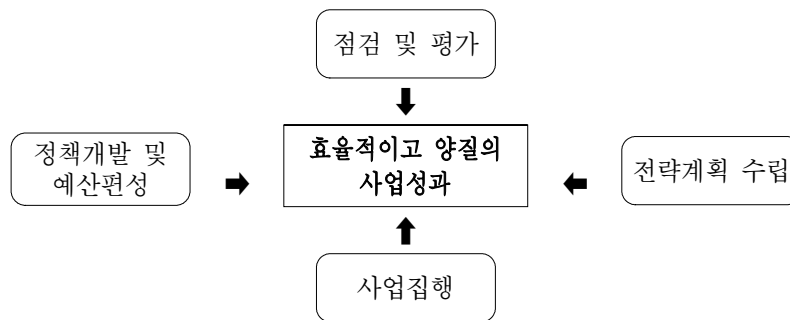 점검 및 평가
효율적이고 양질의
사업성과
정책개발 및
예산편성
전략계획 수립
사업집행